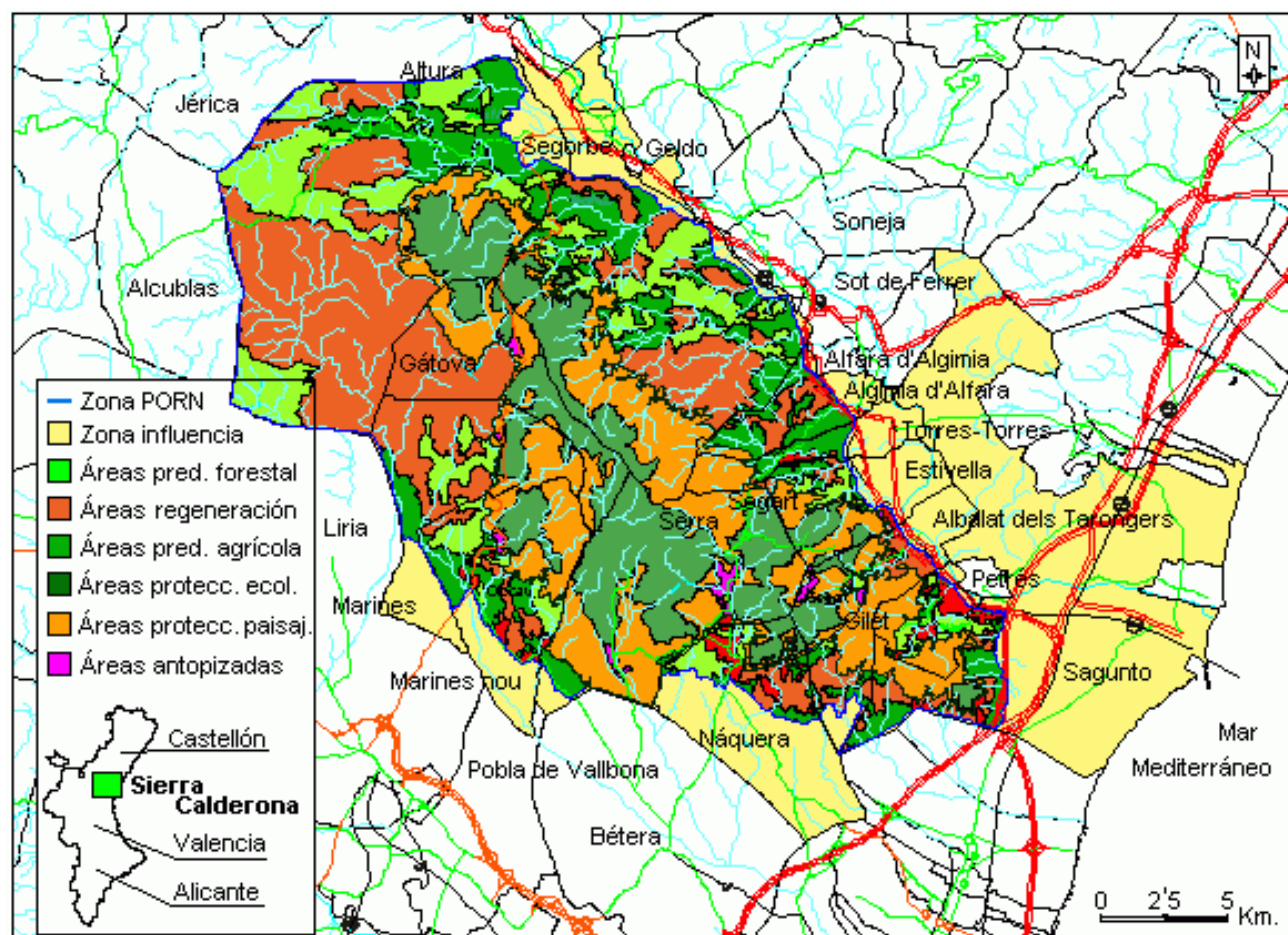 N
Altura
Jérica
Segorbe
Geldo
Soneja
Alcublas
Sot de Ferrer
Gátova
Alfara d'Algimia
Algimia d'Alfara
Torres-Torres
Estivella
Segart
Serra
Albalat dels Tarongers
Liria
Petrés
Marines
Gilet
Sagunto
Marines nou
Náquera
Mar
Mediterráneo
Pobla de Vallbona
Bétera
Zona PORN
Zona influencia
Áreas pred. forestal
Áreas regeneración
Áreas pred. agrícola
Áreas protecc. ecol.
Áreas protecc. paisaj.
Áreas antopizadas
Castellón
Sierra
Calderona
Valencia
Alicante
0 2'5 5
Km.